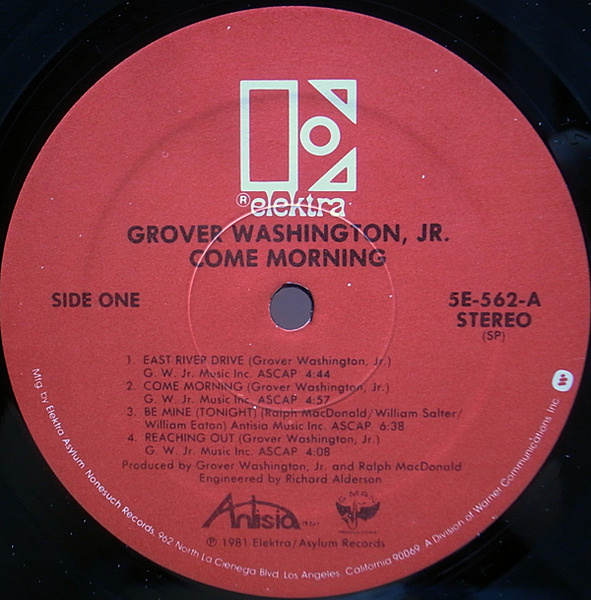 ® elektra
GROVER WASHINGTON, JR.
COME MORNING
SIDE ONE
5E-562-A
STEREO
(SP)
1. EAST RIVER DRIVE (Grover Washington, Jr.)
G. W. Jr. Music Inc. ASCAP 4:44
2. COME MORNING (Grover Washington, Jr.)
G. W. Jr. Music Inc. ASCAP 4:57
3. BE MINE (TONIGHT) (Ralph MacDonald/William Salter/
William Eaton) Antisia Music Inc. ASCAP 6:38
4. REACHING OUT (Grover Washington, Jr.)
G. W. Jr. Music Inc. ASCAP 4:08
Produced by Grover Washington, Jr. and Ralph MacDonald
Engineered by Richard Alderson
Antisia
℗ 1981 Elektra/Asylum Records
Mfg. by Elektra Asylum Nonesuch Records, 962 North La Cienega Blvd. Los Angeles. California 90069. A Division of Warner Communications Inc.